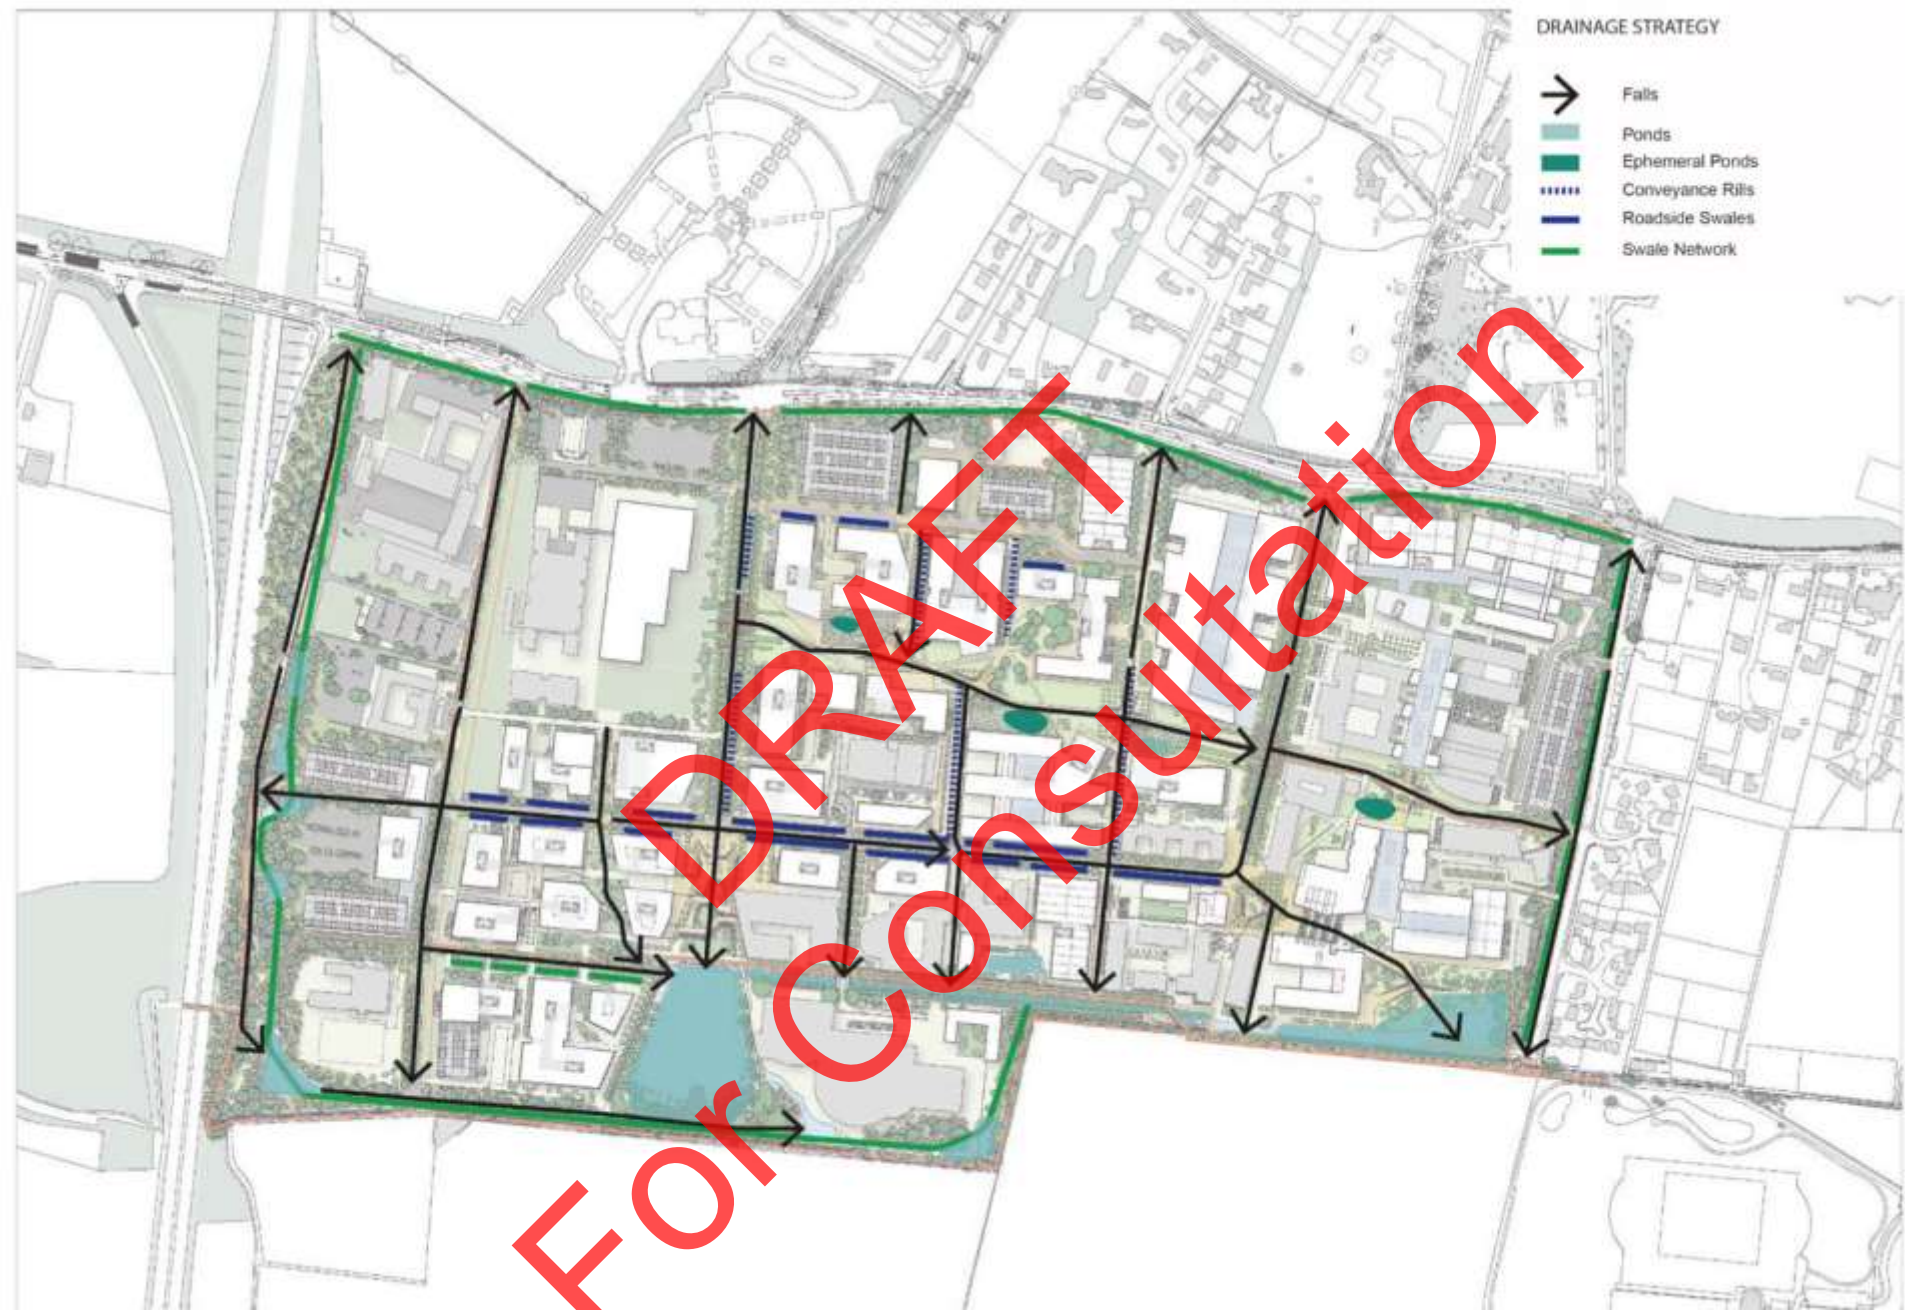 DRAINAGE STRATEGY
Falls
Ponds
Ephemeral Ponds
Conveyance Rills
Roadside Swales
Swale Network
DRAFT
For Consultation